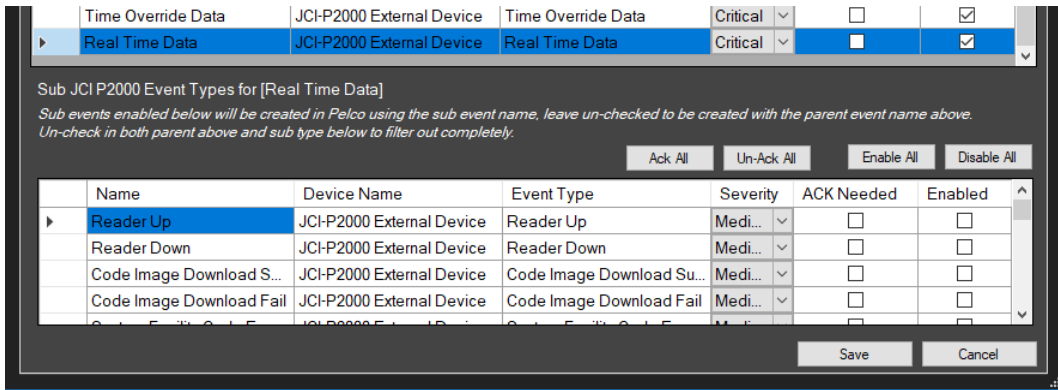 Time Override Data JCI-P2000 External Device Time Override Data Critical
Real Time Data JCI-P2000 External Device Real Time Data Critical
Sub JCI P2000 Event Types for [Real Time Data]
Sub events enabled below will be created in Pelco using the sub event name, leave un-checked to be created with the parent event name above.
Un-check in both parent above and sub type below to filter out completely.
Ack All Un-Ack All Enable All Disable All
Name Device Name Event Type Severity ACK Needed Enabled
Reader Up JCI-P2000 External Device Reader Up Medi...
Reader Down JCI-P2000 External Device Reader Down Medi...
Code Image Download S... JCI-P2000 External Device Code Image Download Su... Medi...
Code Image Download Fail JCI-P2000 External Device Code Image Download Fail Medi...
Save Cancel